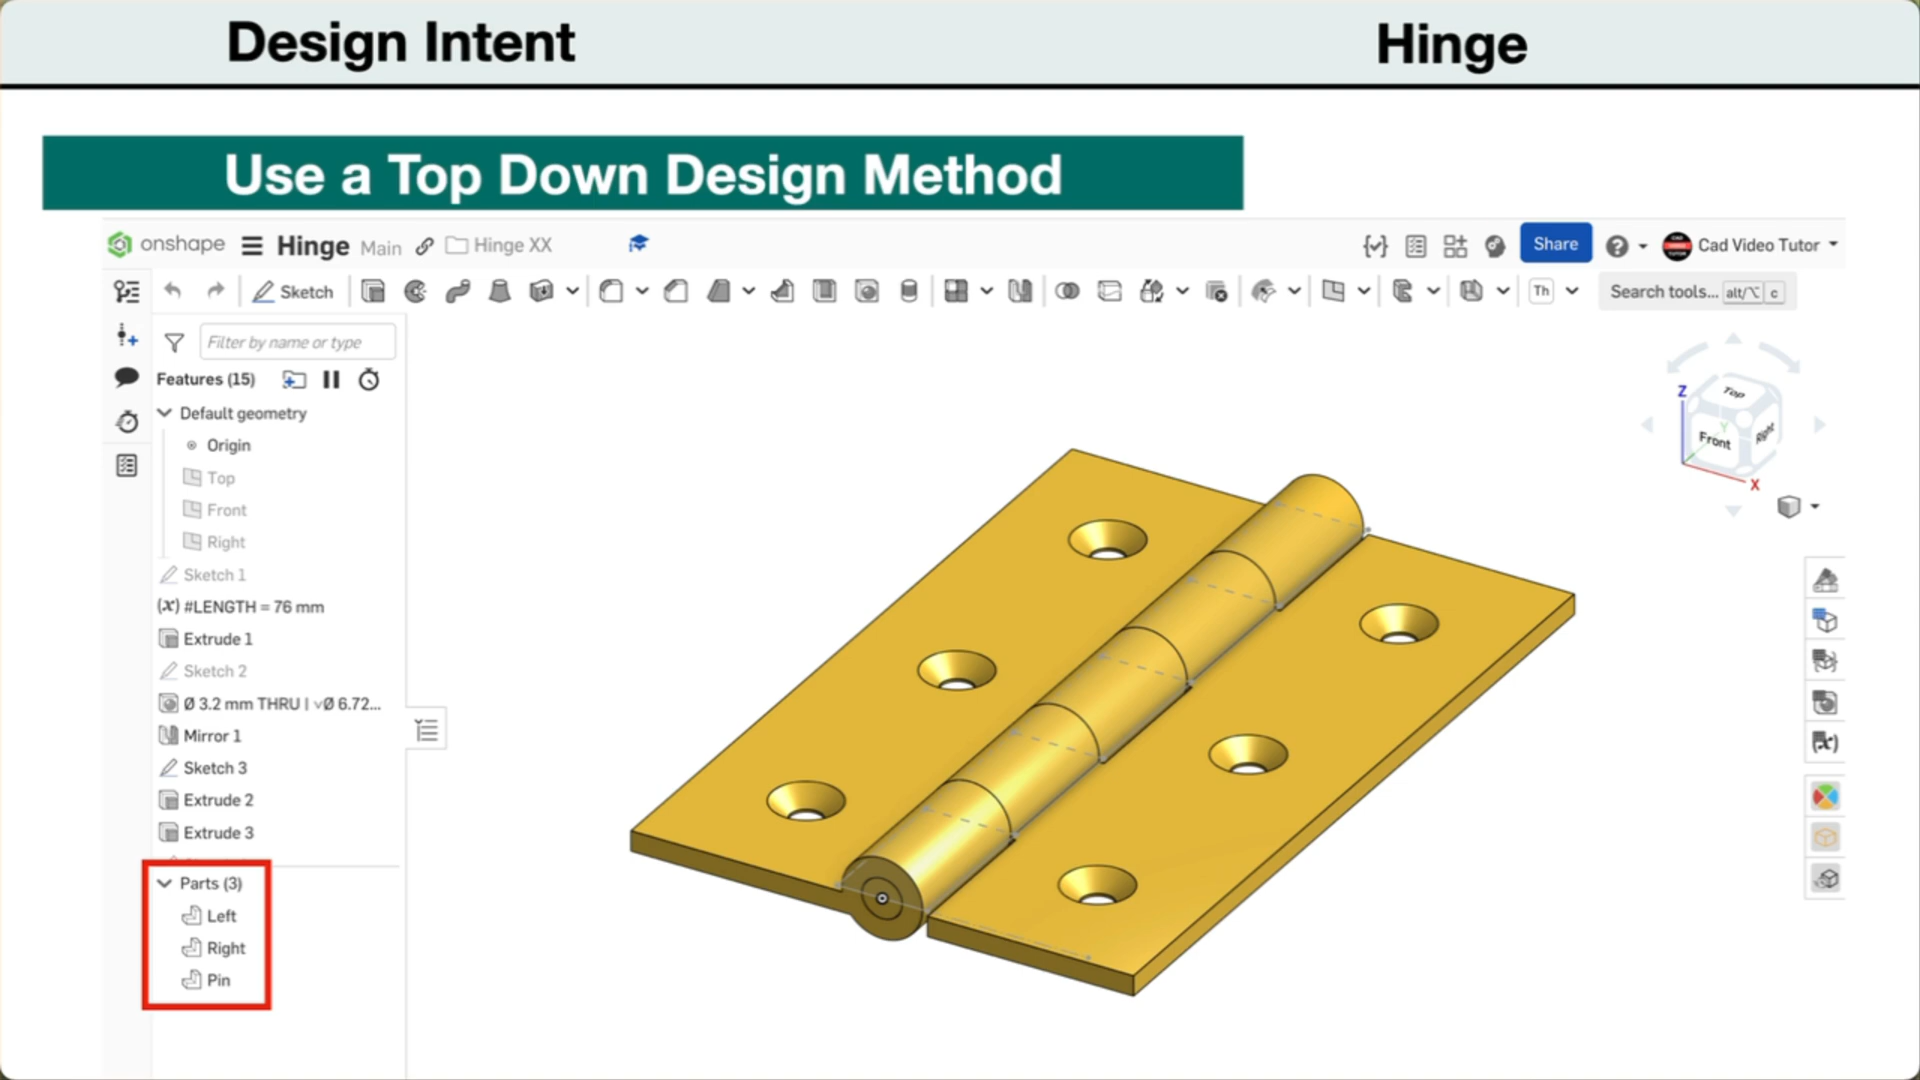 Design Intent
Hinge
Use a Top Down Design Method
onshape
Hinge Main
Hinge XX
Share
Cad Video Tutor
Sketch
Th
Search tools... alt/⌥ c
Filter by name or type
Features (15)
Default geometry
Origin
Top
Front
Right
Sketch 1
(x) #LENGTH = 76 mm
Extrude 1
Sketch 2
Ø 3.2 mm THRU | ⌵Ø 6.72...
Mirror 1
Sketch 3
Extrude 2
Extrude 3
Parts (3)
Left
Right
Pin
Z
Top
Y
Front
Right
X
(x)